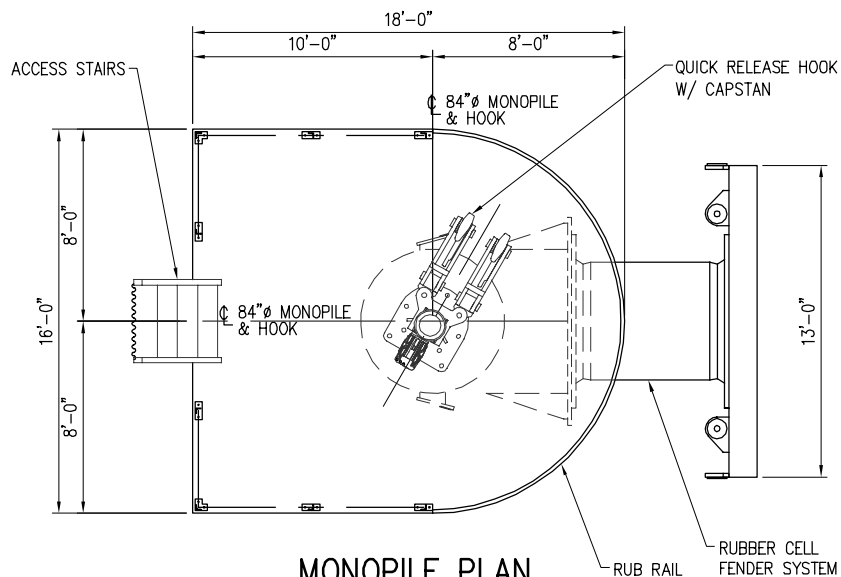 18'-0"
10'-0"
8'-0"
ACCESS STAIRS
QUICK RELEASE HOOK
W/ CAPSTAN
℄ 84"ø MONOPILE
& HOOK
8'-0"
16'-0"
℄ 84"ø MONOPILE
& HOOK
13'-0"
8'-0"
MONOPILE PLAN
RUB RAIL
RUBBER CELL
FENDER SYSTEM